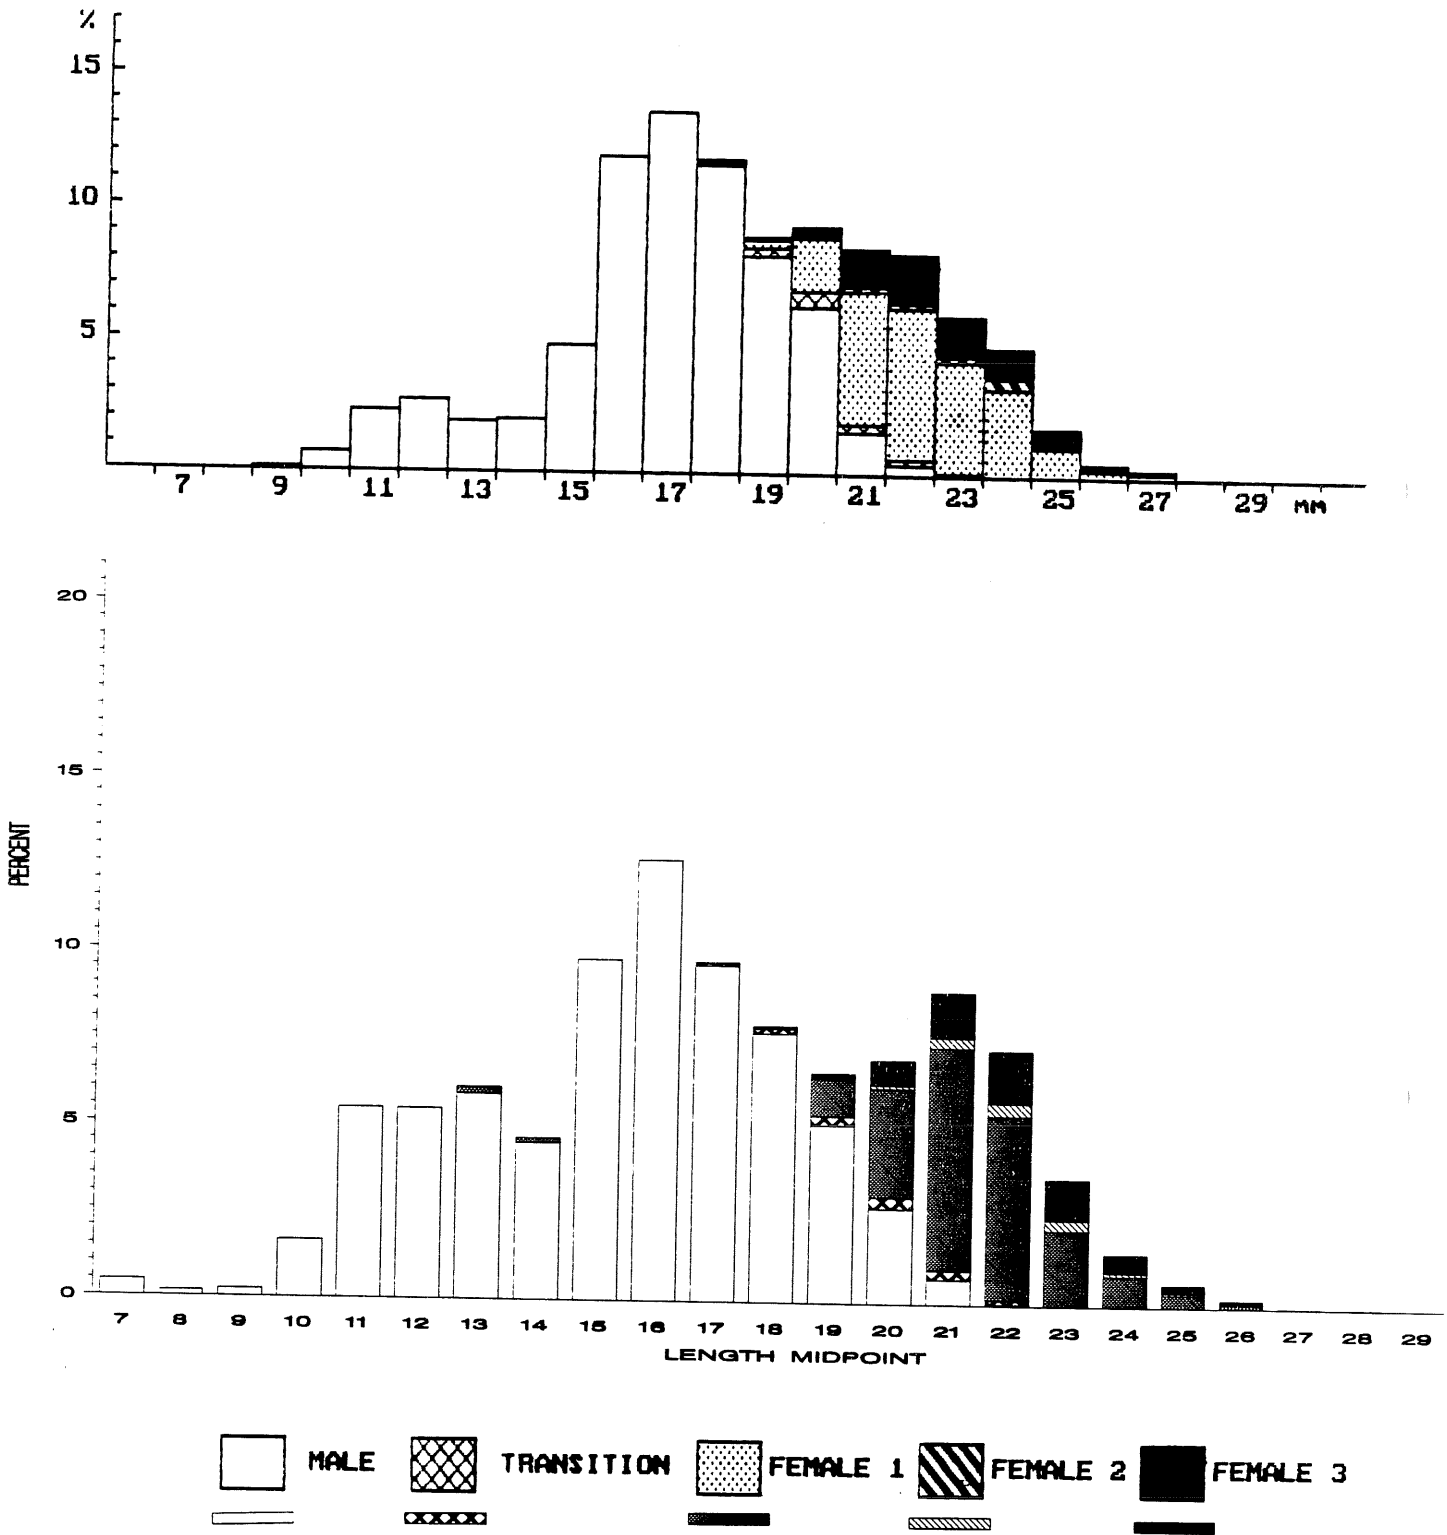 %
15
10
5
7 9 11 13 15 17 19 21 23 25 27 29 MM
20
15
PERCENT
10
5
0
7 8 9 10 11 12 13 14 15 16 17 18 19 20 21 22 23 24 25 26 27 28 29
LENGTH MIDPOINT
MALE TRANSITION FEMALE 1 FEMALE 2 FEMALE 3